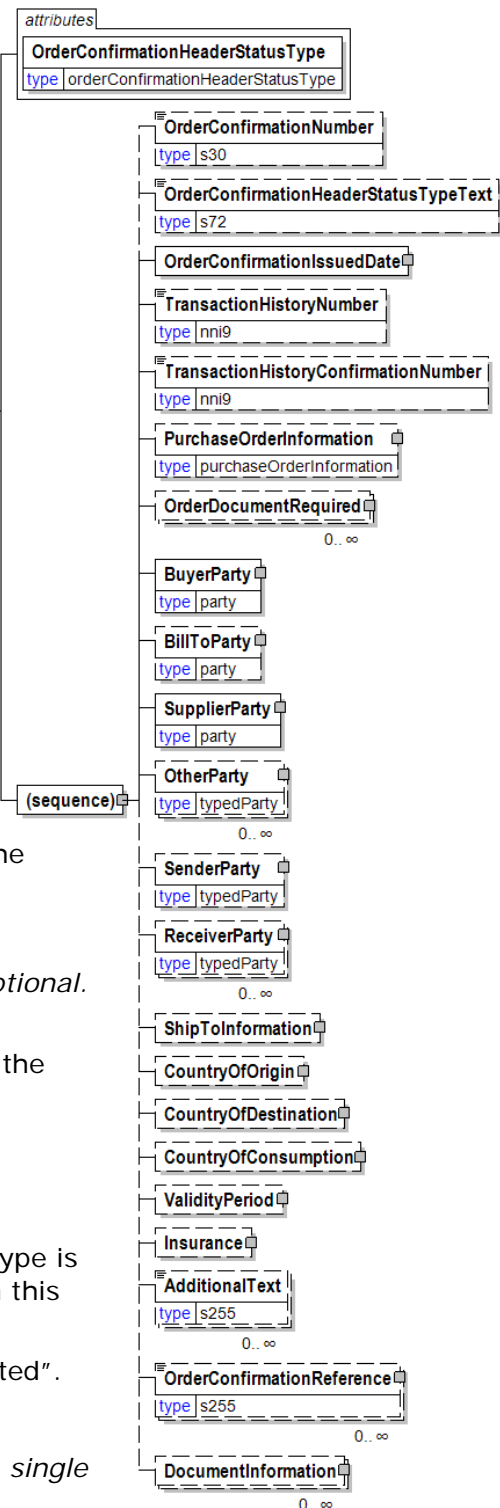 attributes
OrderConfirmationHeaderStatusType
type orderConfirmationHeaderStatusType
OrderConfirmationNumber
type s30
OrderConfirmationHeaderStatusTypeText
type s72
OrderConfirmationIssuedDate
TransactionHistoryNumber
type nni9
TransactionHistoryConfirmationNumber
type nni9
PurchaseOrderInformation
type purchaseOrderInformation
OrderDocumentRequired
0.. ∞
BuyerParty
type party
BillToParty
type party
SupplierParty
type party
OtherParty
(sequence)
type typedParty
0.. ∞
SenderParty
type typedParty
ReceiverParty
type typedParty
0.. ∞
ShipToInformation
CountryOfOrigin
CountryOfDestination
CountryOfConsumption
ValidityPeriod
Insurance
AdditionalText
type s255
0.. ∞
OrderConfirmationReference
type s255
0.. ∞
DocumentInformation
0.. ∞
ne
otional.
the
ype is
this
ted".
single